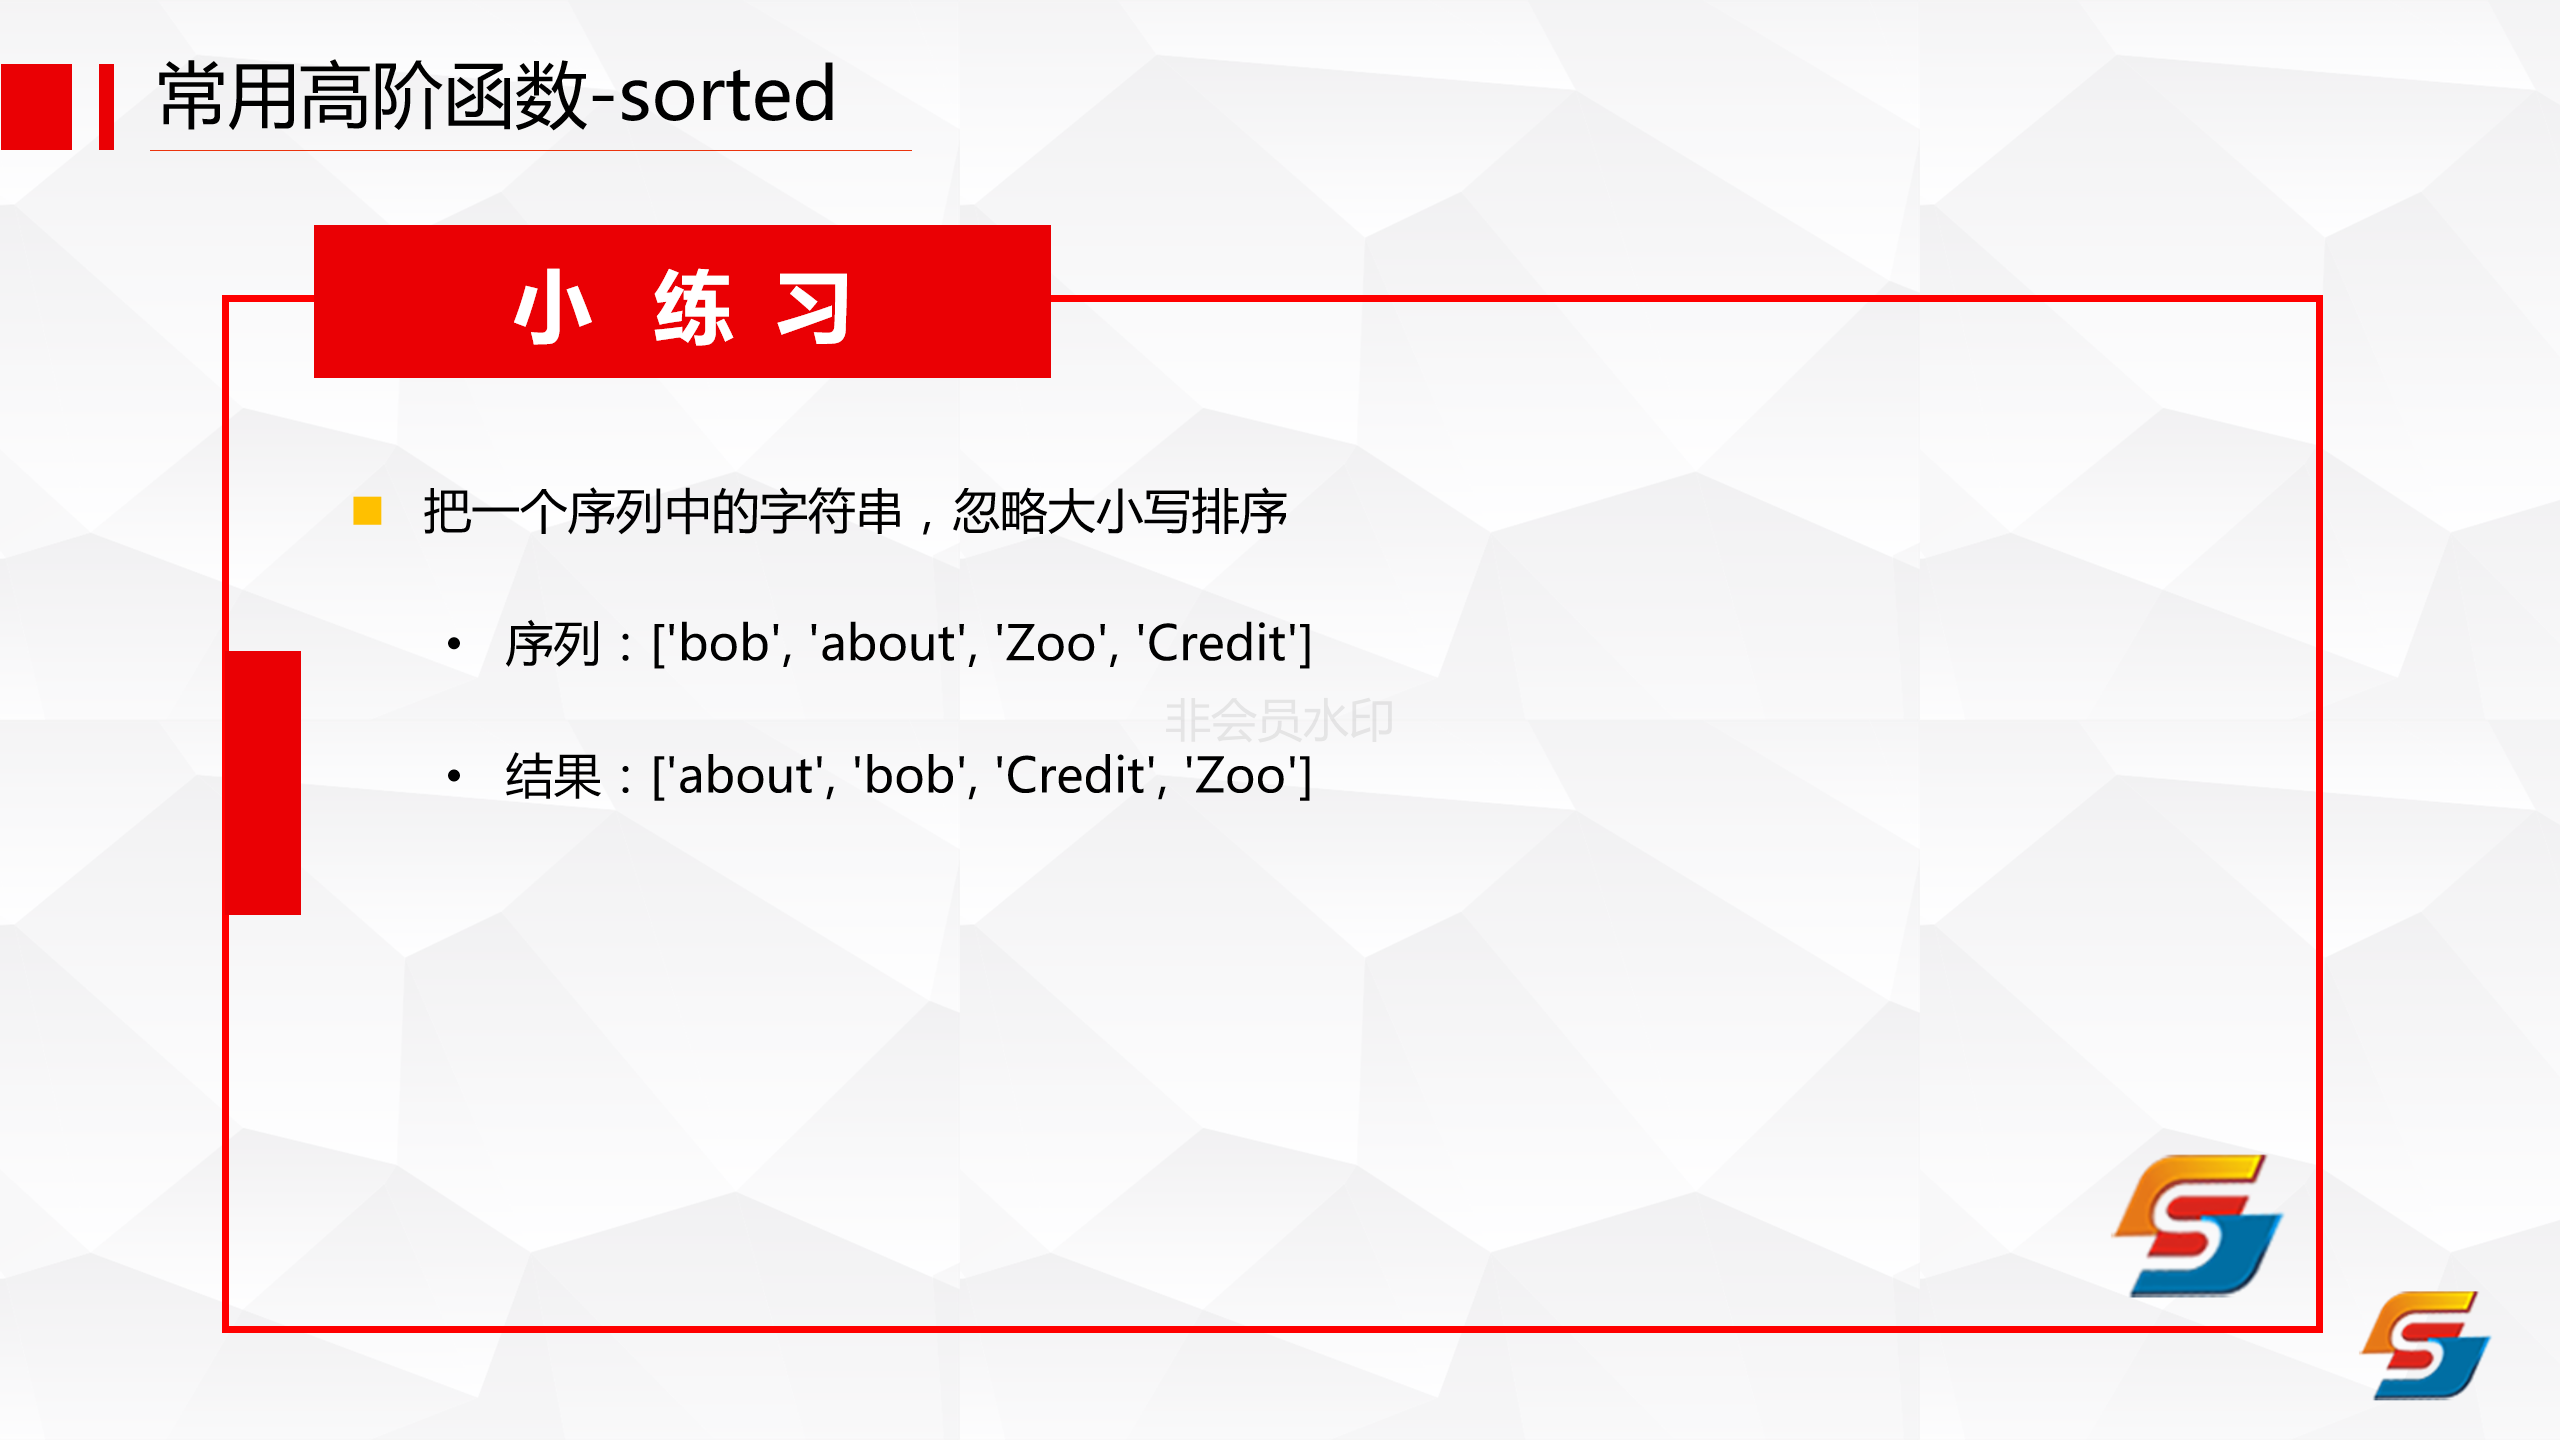 常用高阶函数-sorted
小 练 习
把一个序列中的字符串，忽略大小写排序
• 序列：['bob', 'about', 'Zoo', 'Credit']
非会员水印
• 结果：['about', 'bob', 'Credit', 'Zoo']